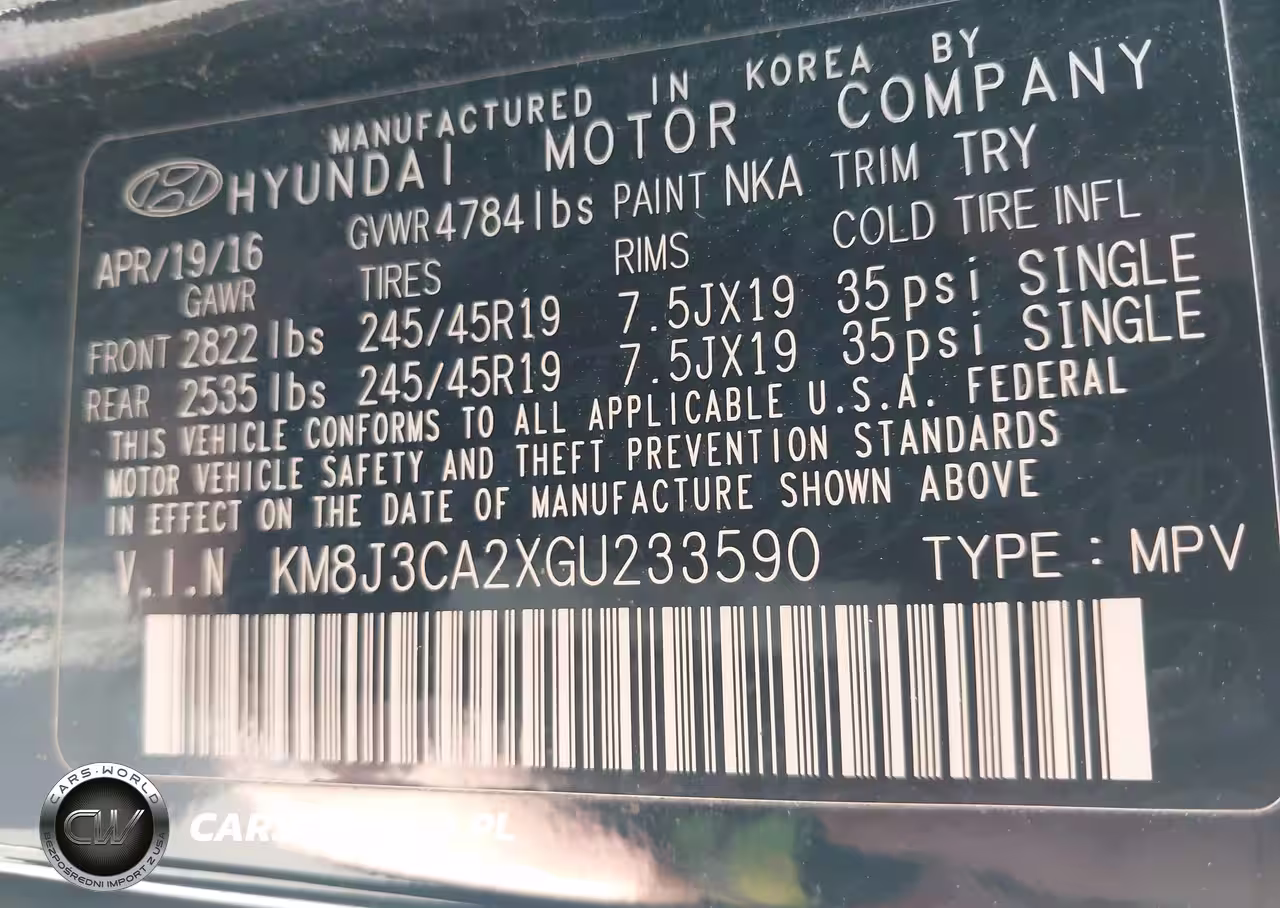 MANUFACTURED IN KOREA BY
HYUNDAI MOTOR COMPANY
APR/19/16 GVWR 4784 lbs PAINT NKA TRIM TRY
GAWR TIRES RIMS COLD TIRE INFL
FRONT 2822 lbs 245/45R19 7.5JX19 35 psi SINGLE
REAR 2535 lbs 245/45R19 7.5JX19 35 psi SINGLE
THIS VEHICLE CONFORMS TO ALL APPLICABLE U.S.A. FEDERAL
MOTOR VEHICLE SAFETY AND THEFT PREVENTION STANDARDS
IN EFFECT ON THE DATE OF MANUFACTURE SHOWN ABOVE
V.I.N KM8J3CA2XGU233590 TYPE : MPV
CARS-WORLD
CW
BEZPOŚREDNI IMPORT Z USA